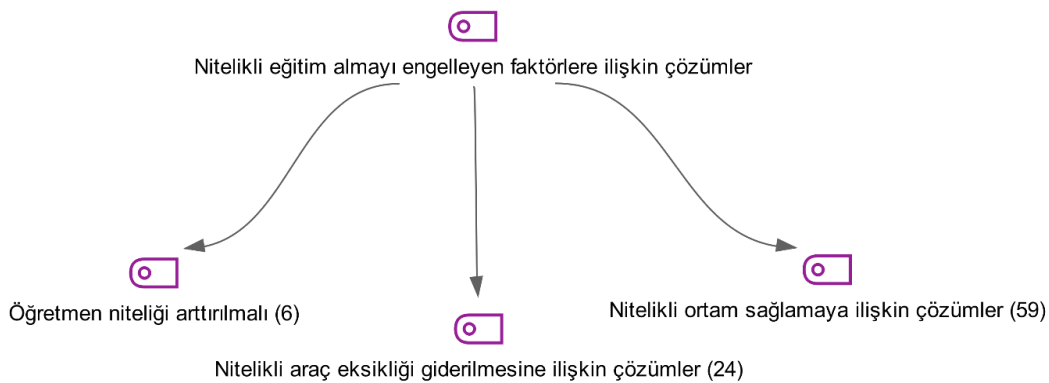 Nitelikli eğitim almayı engelleyen faktörlere ilişkin çözümler
Öğretmen niteliği arttırılmalı (6)
Nitelikli ortam sağlamaya ilişkin çözümler (59)
Nitelikli araç eksikliği giderilmesine ilişkin çözümler (24)